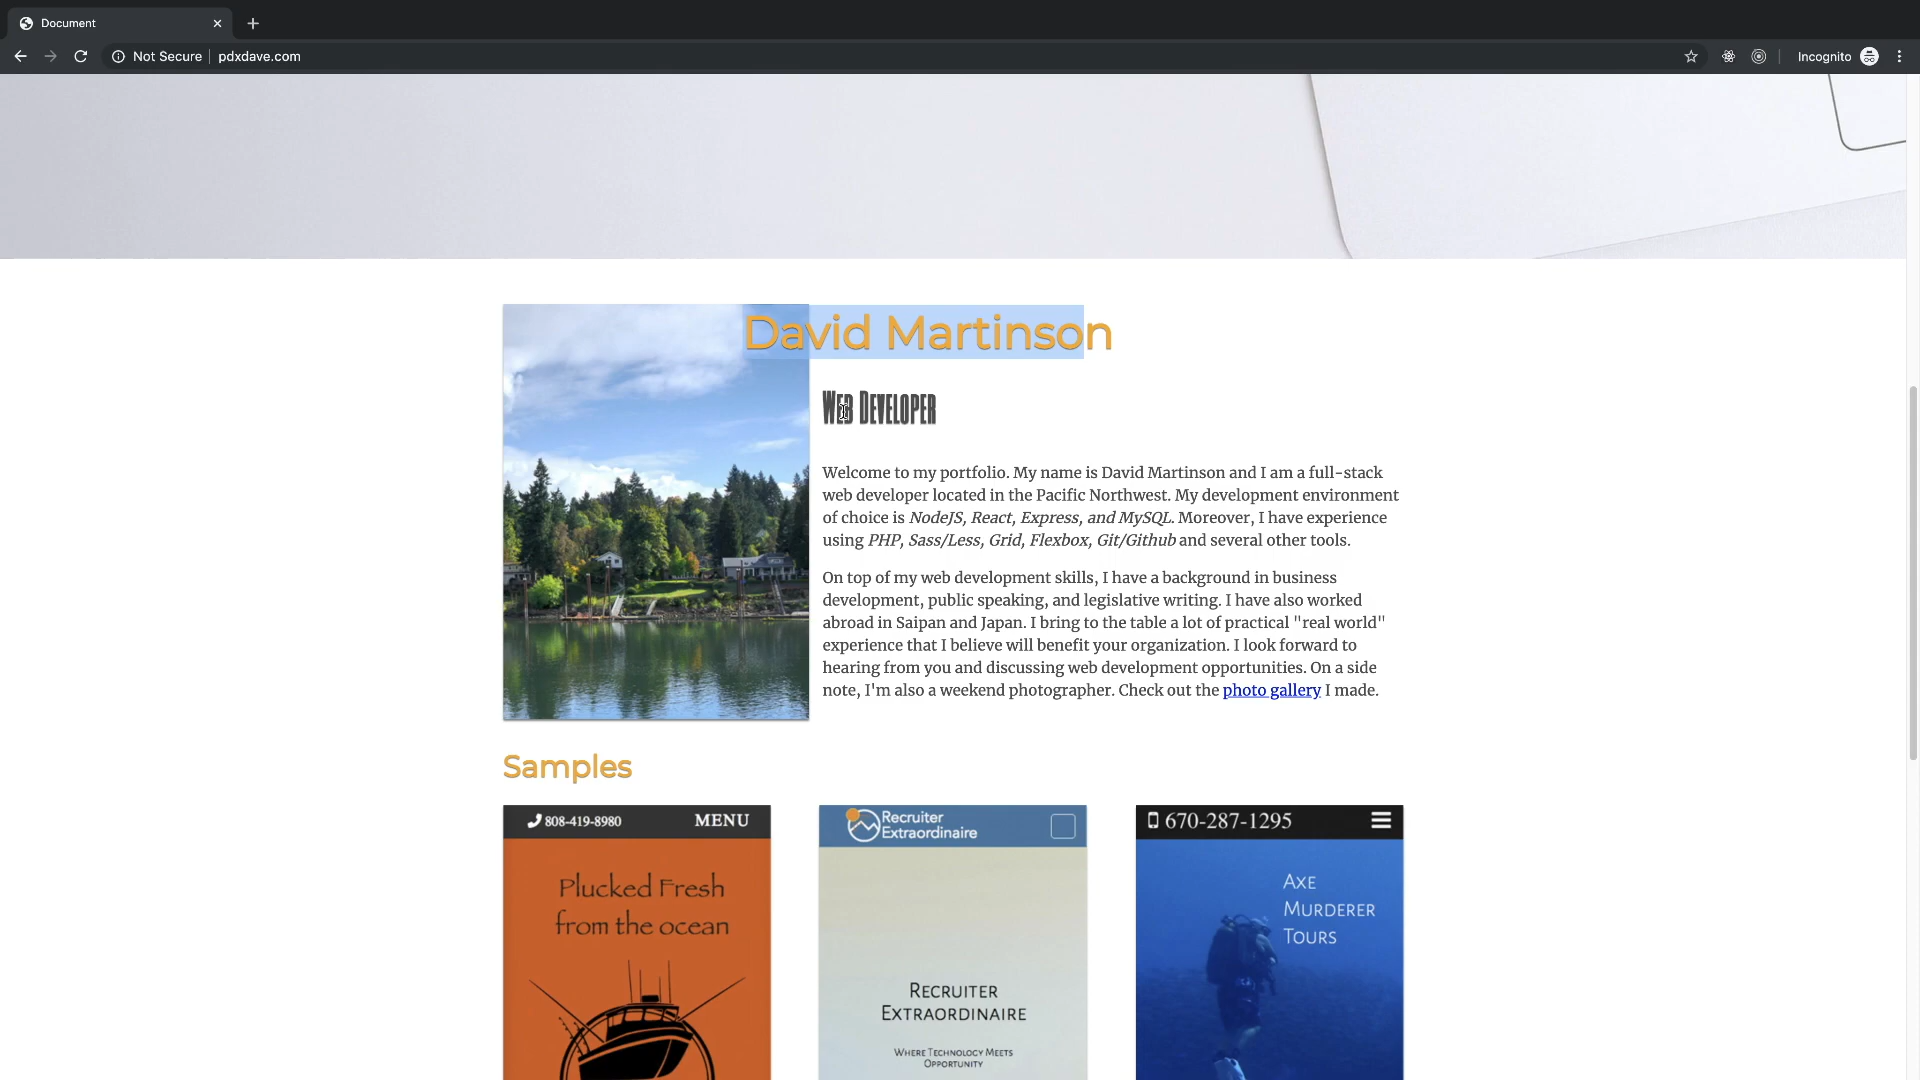 Document
Not Secure | pdxdave.com
Incognito
David Martinson
Web Developer
Welcome to my portfolio. My name is David Martinson and I am a full-stack
web developer located in the Pacific Northwest. My development environment
of choice is NodeJS, React, Express, and MySQL. Moreover, I have experience
using PHP, Sass/Less, Grid, Flexbox, Git/Github and several other tools.
On top of my web development skills, I have a background in business
development, public speaking, and legislative writing. I have also worked
abroad in Saipan and Japan. I bring to the table a lot of practical "real world"
experience that I believe will benefit your organization. I look forward to
hearing from you and discussing web development opportunities. On a side
note, I'm also a weekend photographer. Check out the photo gallery I made.
Samples
808-419-8980 MENU
Plucked Fresh
from the ocean
Recruiter
Extraordinaire
Recruiter
Extraordinaire
Where Technology Meets
Opportunity
670-287-1295
Axe
Murderer
Tours